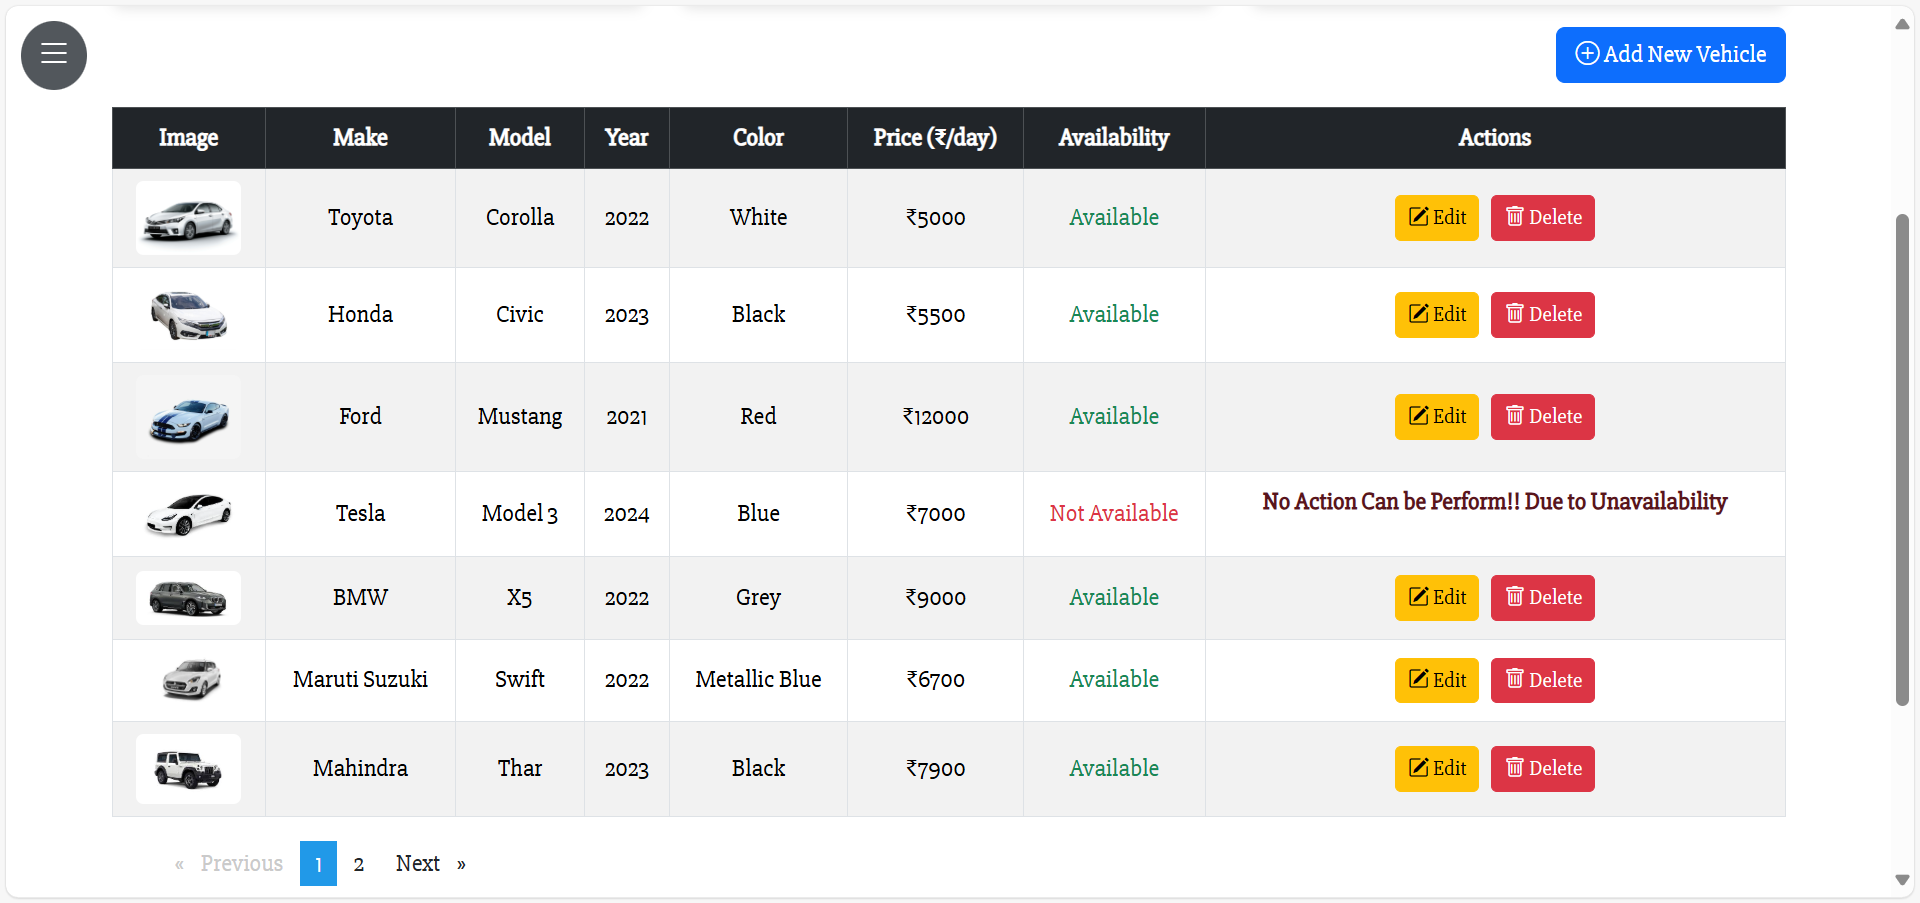 Add New Vehicle
Image Make Model Year Color Price (₹/day) Availability Actions
Toyota Corolla 2022 White ₹5000 Available Edit Delete
Honda Civic 2023 Black ₹5500 Available Edit Delete
Ford Mustang 2021 Red ₹12000 Available Edit Delete
Tesla Model 3 2024 Blue ₹7000 Not Available No Action Can be Perform!! Due to Unavailability
BMW X5 2022 Grey ₹9000 Available Edit Delete
Maruti Suzuki Swift 2022 Metallic Blue ₹6700 Available Edit Delete
Mahindra Thar 2023 Black ₹7900 Available Edit Delete
« Previous 1 2 Next »